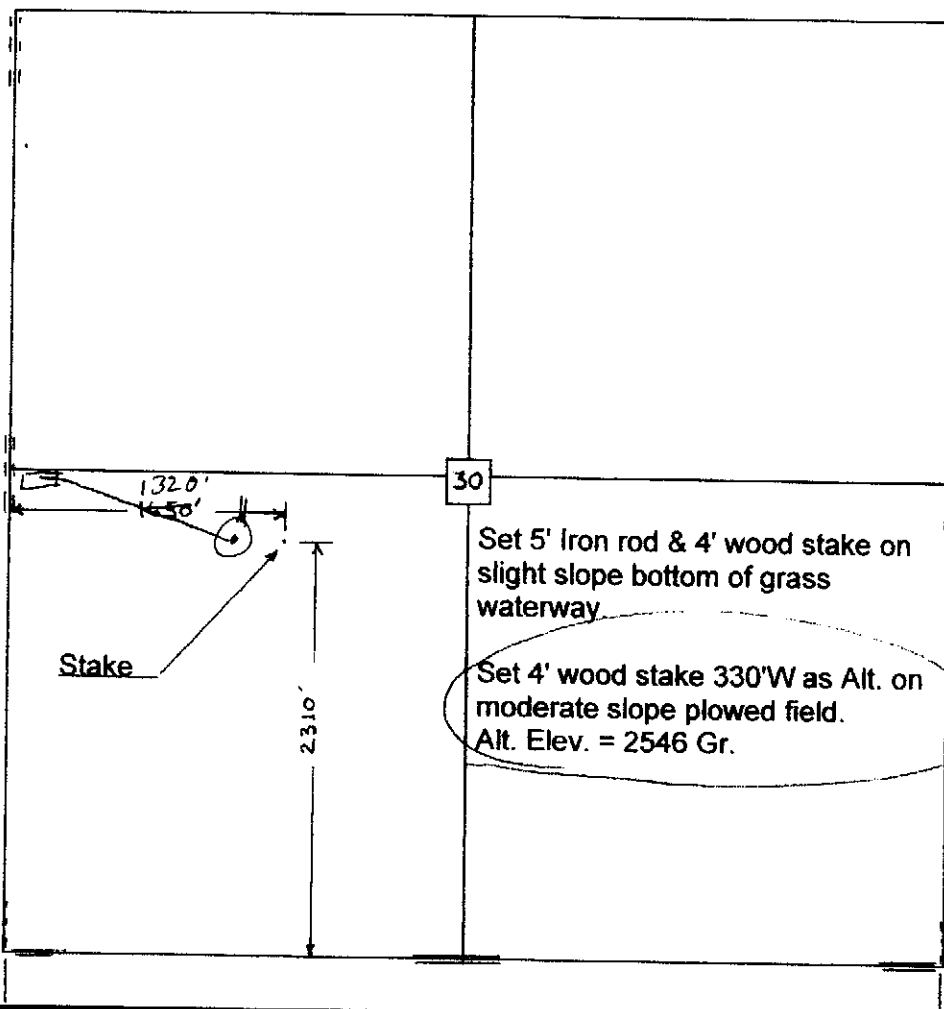 30
1320'
1650'
Set 5' Iron rod & 4' wood stake on
slight slope bottom of grass
waterway.
Stake
Set 4' wood stake 330'W as Alt. on
moderate slope plowed field.
Alt. Elev. = 2546 Gr.
2310'